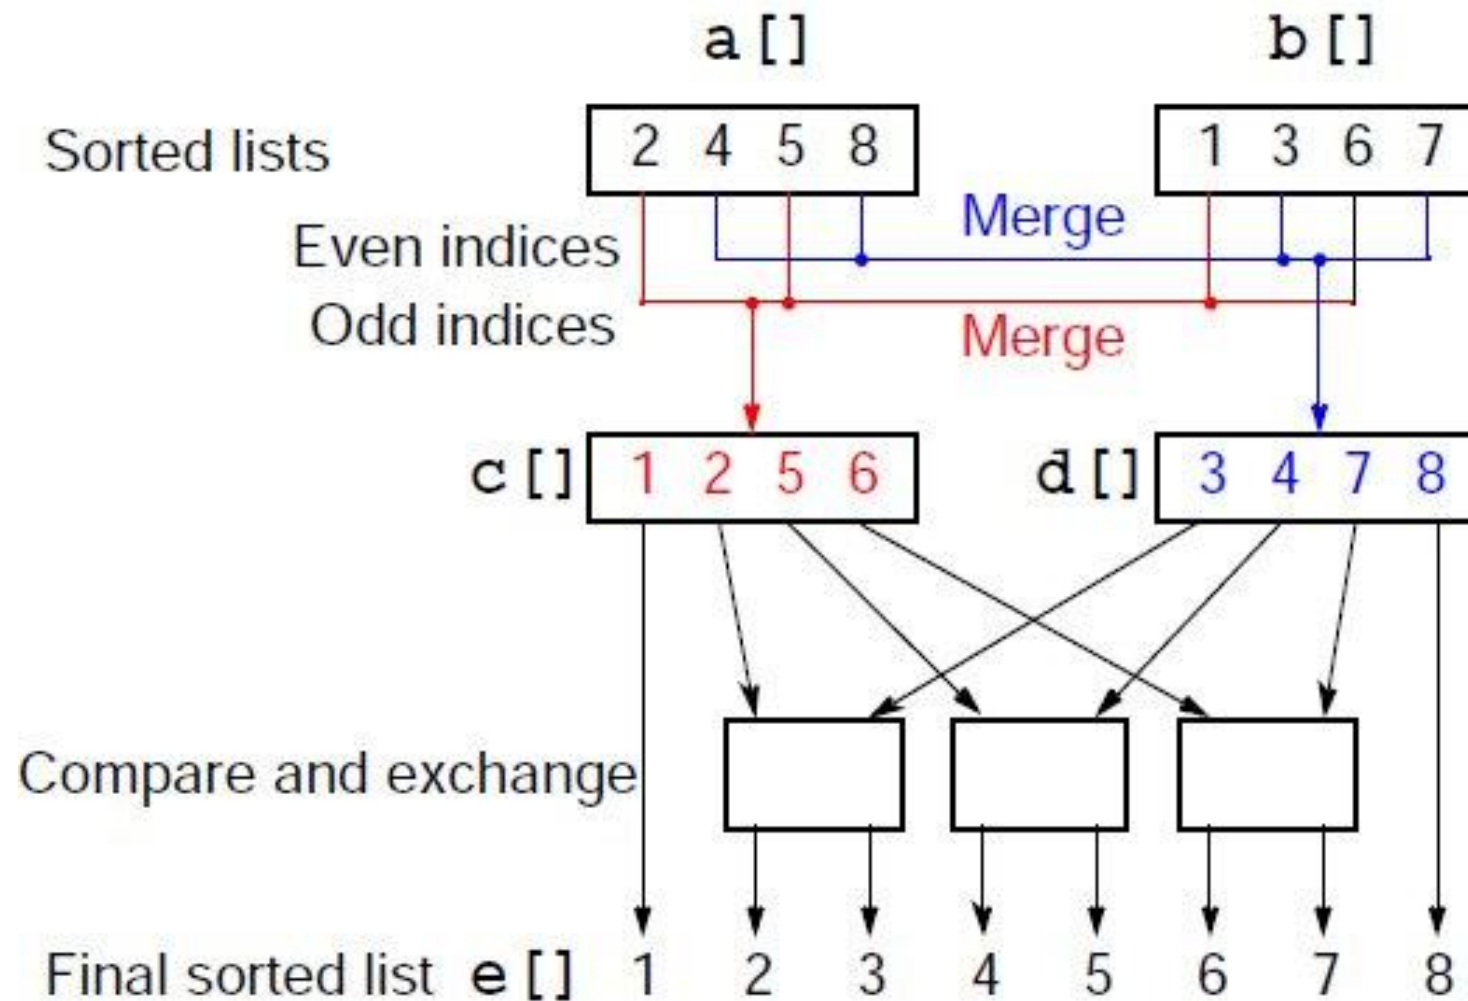 a[] b[]
Sorted lists 2 4 5 8 1 3 6 7
Merge
Even indices
Odd indices
Merge
c[] 1 2 5 6 d[] 3 4 7 8
Compare and exchange
Final sorted list e[] 1 2 3 4 5 6 7 8